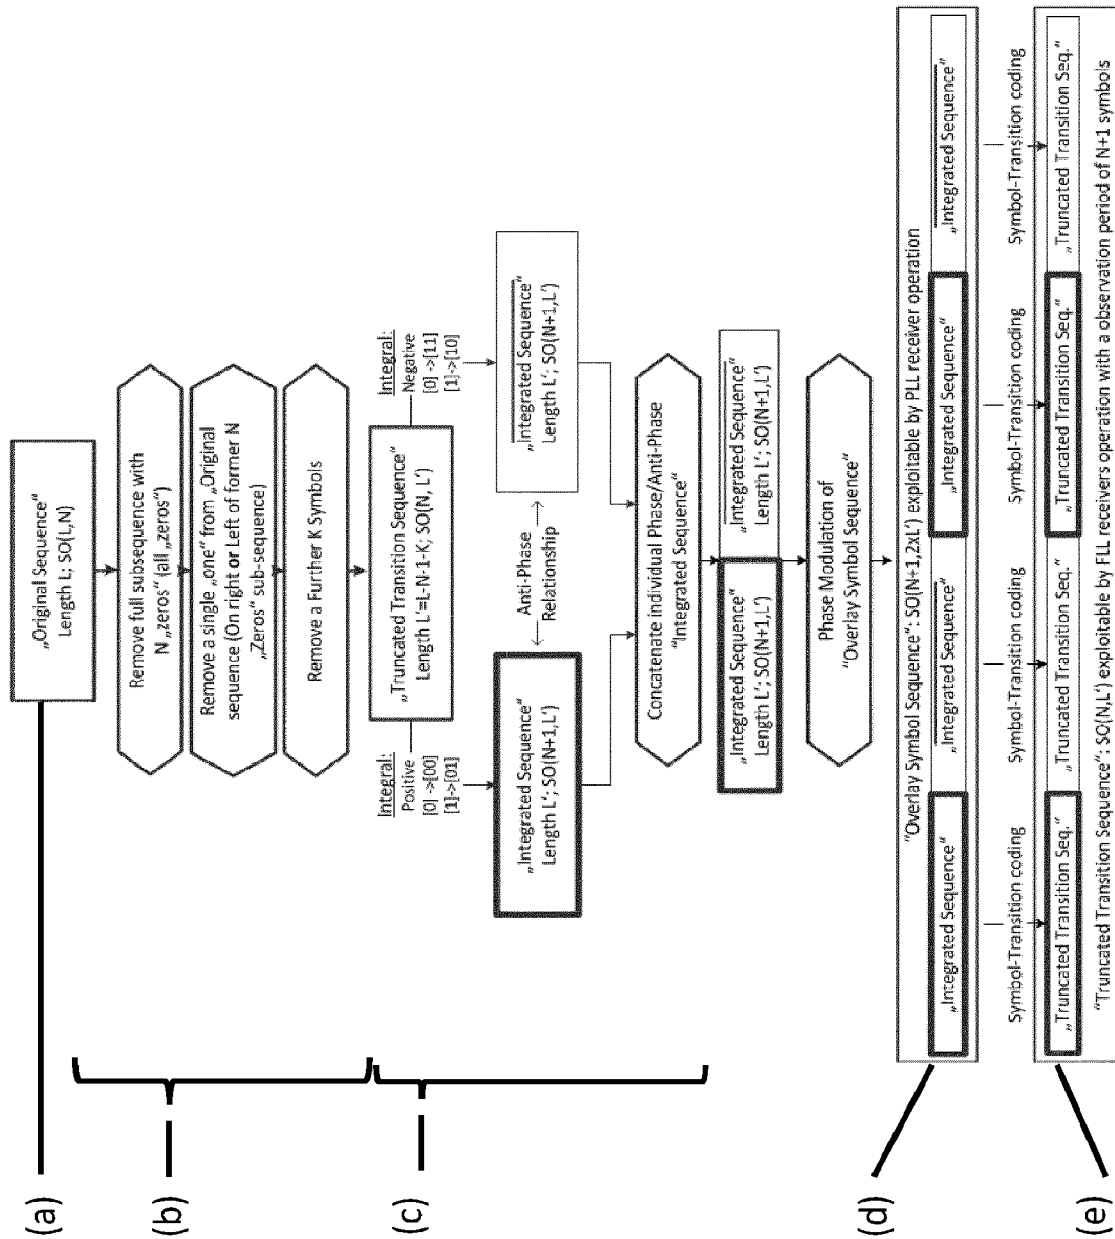 (a)
„Original Sequence“
Length L; SO(L,N)
(b)
Remove full subsequence with
N „zeros“ (all „zeros“)
Remove a single „one“ from „Original
sequence (On right or Left of former N
„Zeros“ sub-sequence)
Remove a Further K Symbols
(c)
Integral:
Positive
[0] ->[00]
[1]->[01]
„Truncated Transition Sequence“
Length L'=L-N-1-K; SO(N, L')
Integral:
Negative
[0] ->[11]
[1]->[10]
„Integrated Sequence“
Length L'; SO(N+1,L')
Anti-Phase
Relationship
„Integrated Sequence“
Length L'; SO(N+1,L')
Concatenate individual Phase/Anti-Phase
"Integrated Sequence“
„Integrated Sequence“
Length L'; SO(N+1,L')
„Integrated Sequence“
Length L'; SO(N+1,L')
Phase Modulation of
"Overlay Symbol Sequence“
(d)
"Overlay Symbol Sequence“: SO(N+1,2xL') exploitable by PLL receiver operation
„Integrated Sequence“
„Integrated Sequence“
„Integrated Sequence“
„Integrated Sequence“
Symbol-Transition coding
Symbol-Transition coding
Symbol-Transition coding
Symbol-Transition coding
(e)
„Truncated Transition Seq.“
„Truncated Transition Seq.“
„Truncated Transition Seq.“
„Truncated Transition Seq.“
"Truncated Transition Sequence“: SO(N,L') exploitable by FLL receivers operation with a observation period of N+1 symbols